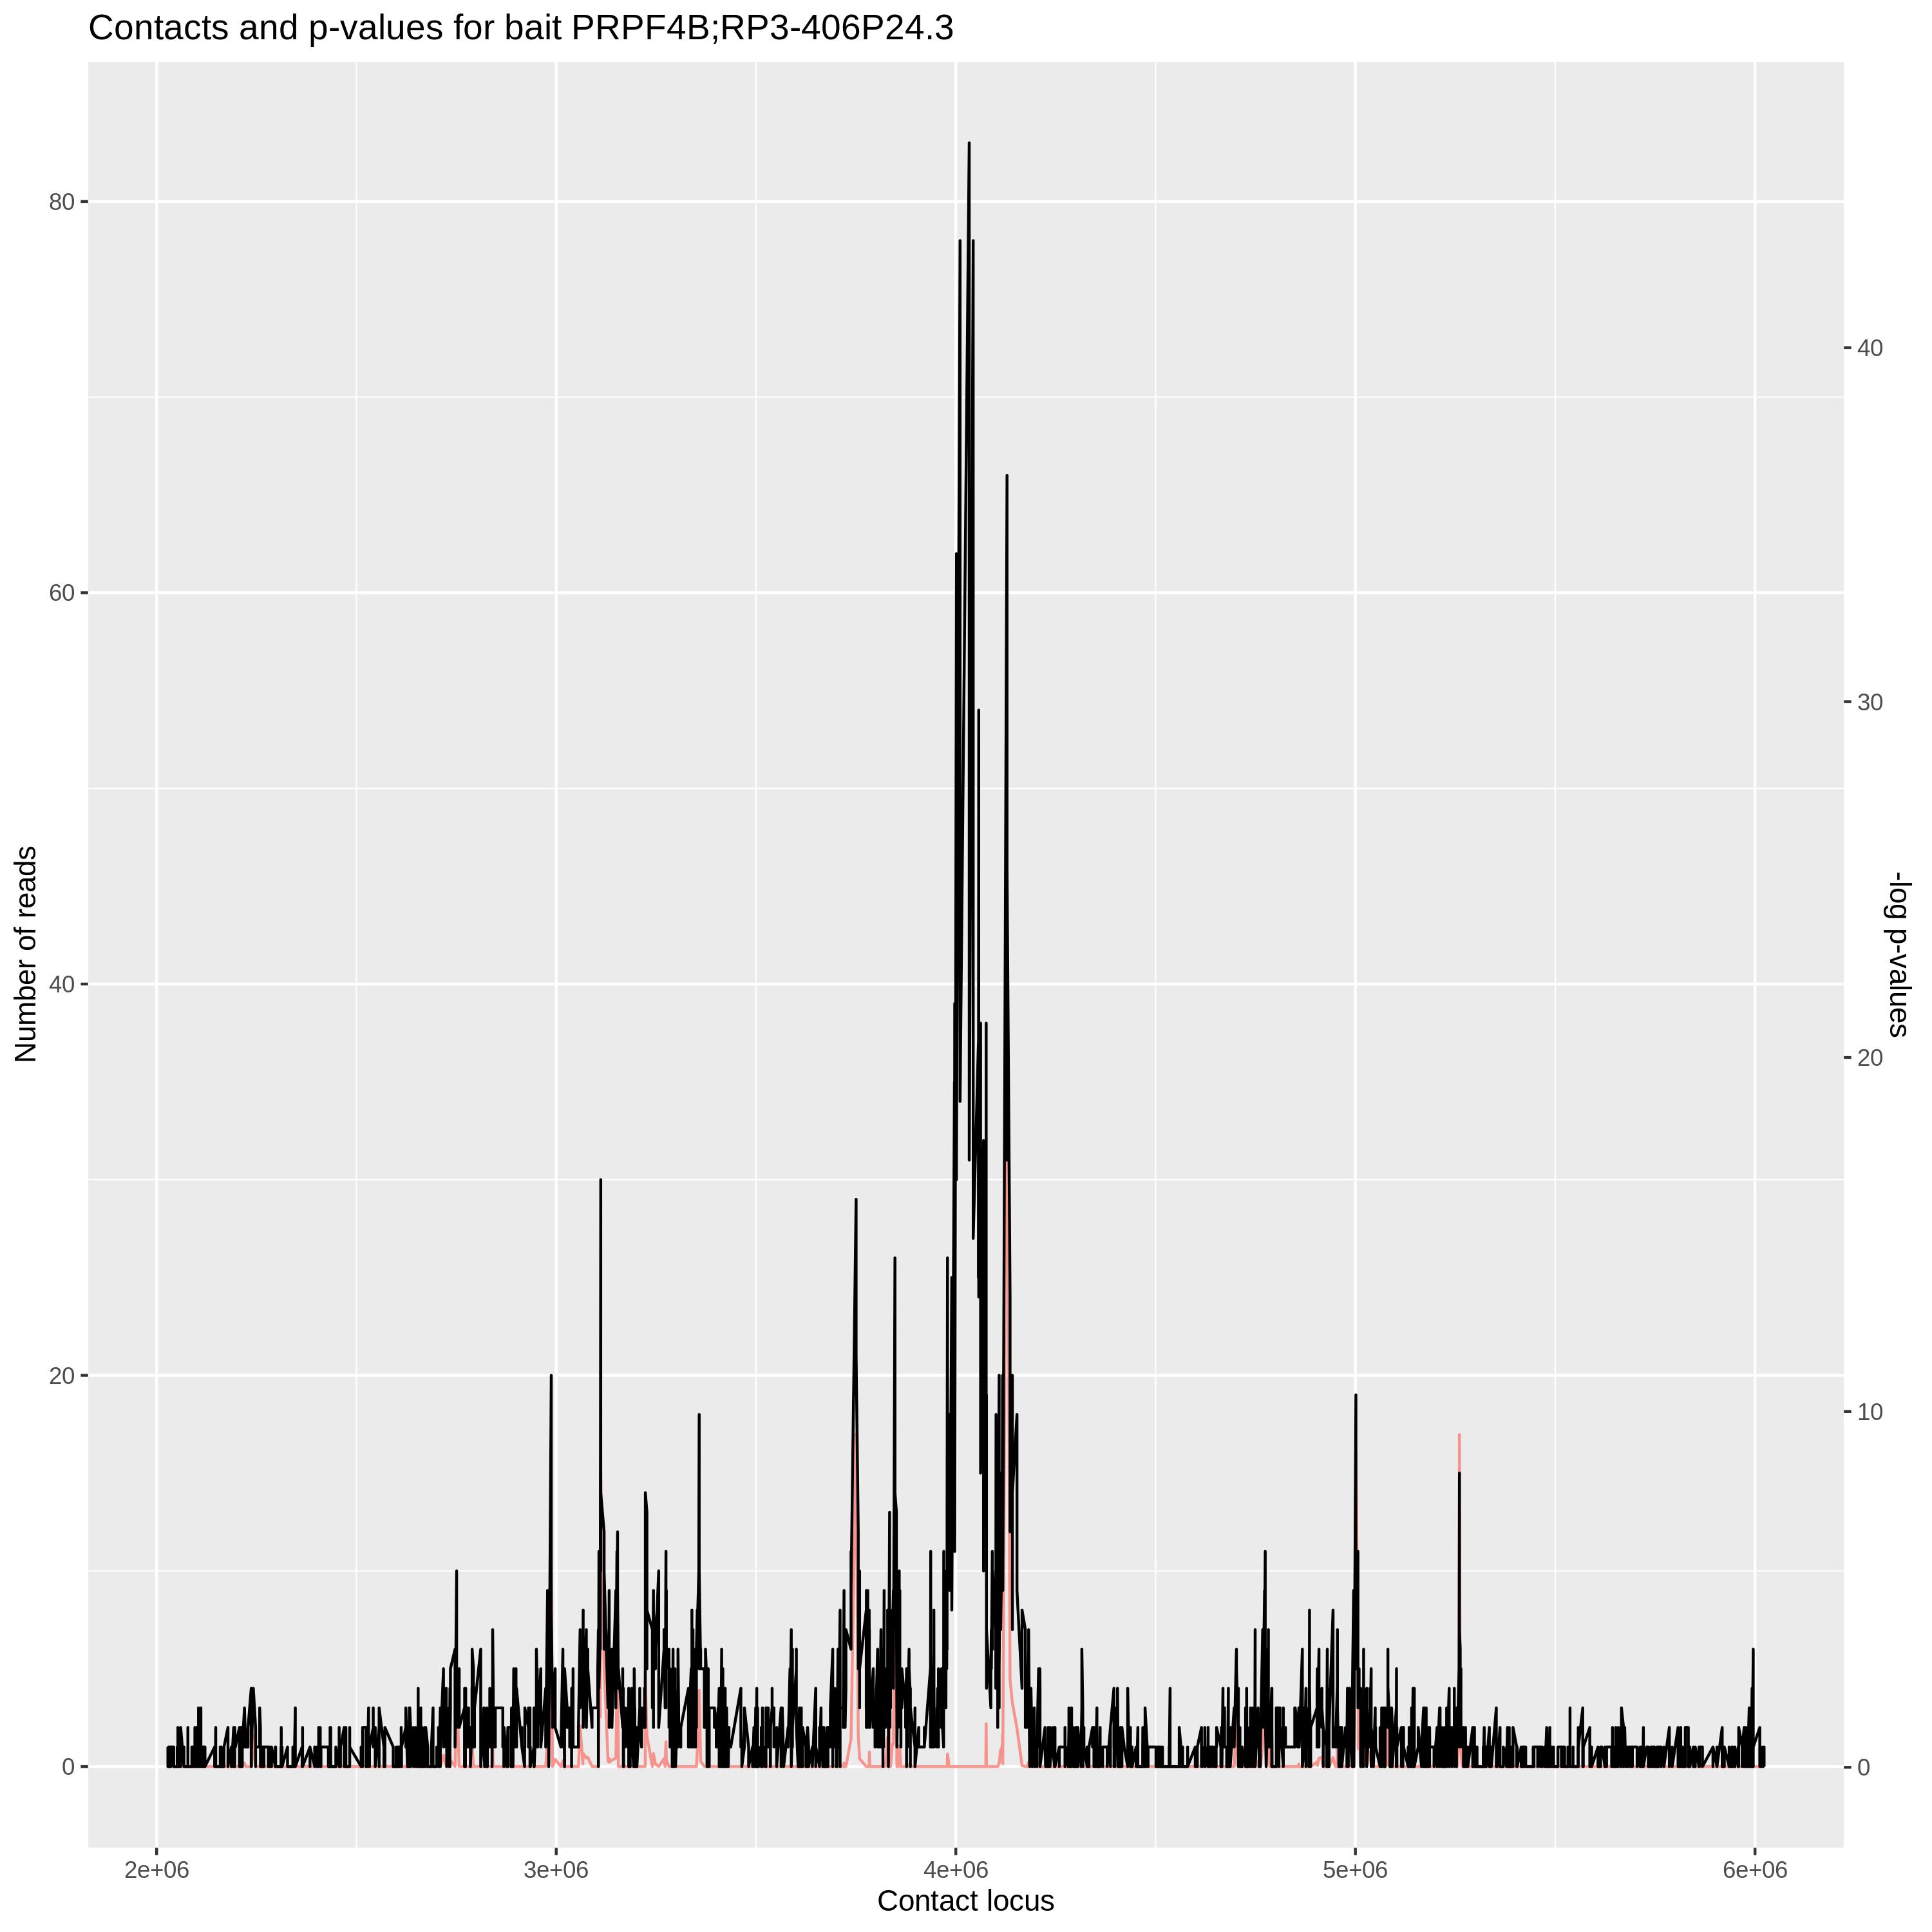 Contacts and p-values for bait PRPF4B;RP3-406P24.3
80
60
40
20
0
Number of reads
40
30
20
10
0
-log p-values
2e+06
3e+06
4e+06
5e+06
6e+06
Contact locus